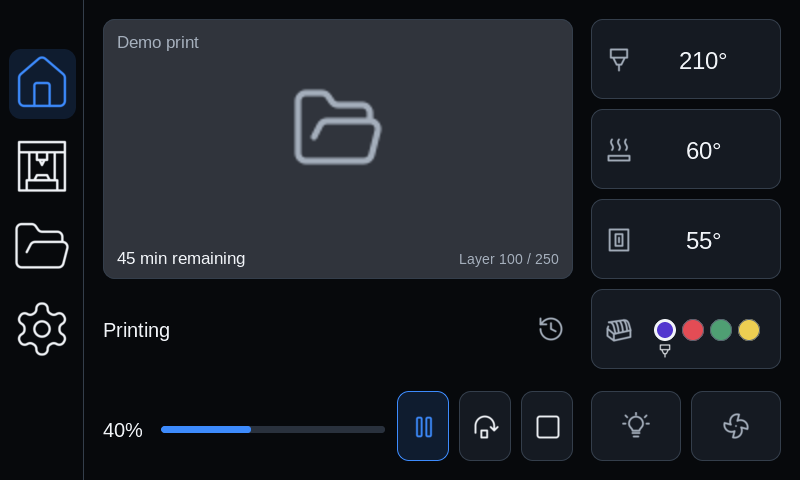 Demo print
45 min remaining
Layer 100 / 250
Printing
40%
210°
60°
55°